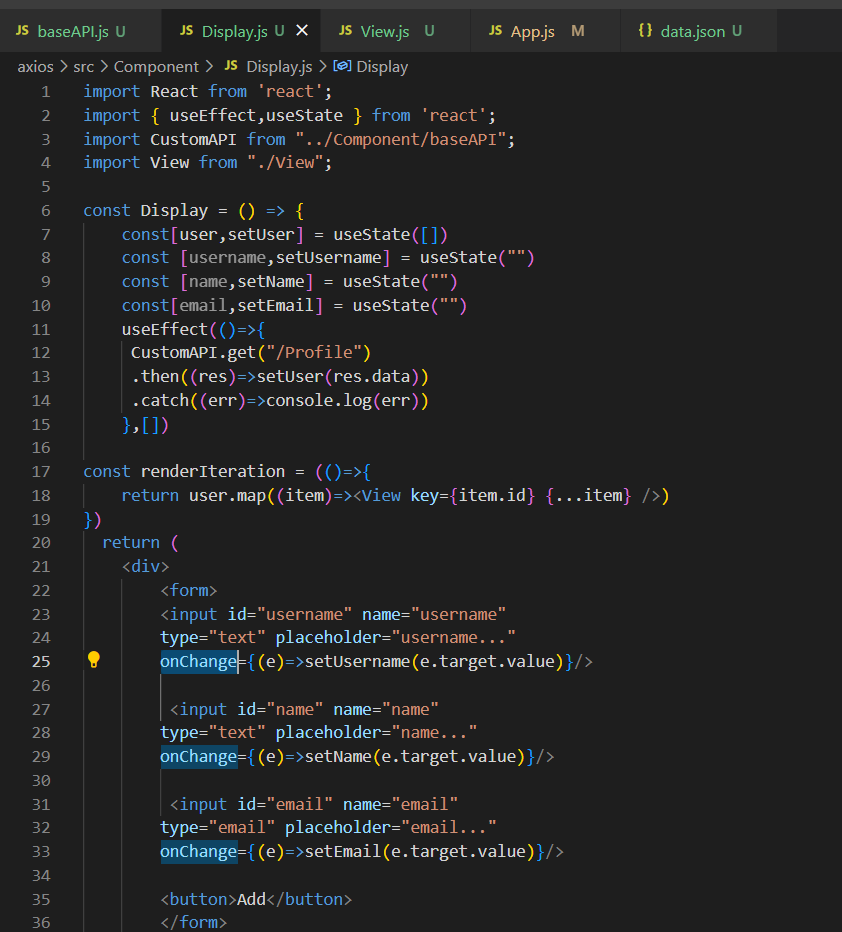 JS baseAPI.js U JS Display.js U × JS View.js U JS App.js M {} data.json U
axios > src > Component > JS Display.js > Display
1 import React from 'react';
2 import { useEffect,useState } from 'react';
3 import CustomAPI from "../Component/baseAPI";
4 import View from "./View";
5
6 const Display = () => {
7 const[user,setUser] = useState([])
8 const [username,setUsername] = useState("")
9 const [name,setName] = useState("")
10 const[email,setEmail] = useState("")
11 useEffect(()=>{
12 CustomAPI.get("/Profile")
13 .then((res)=>setUser(res.data))
14 .catch((err)=>console.log(err))
15 },[])
16
17 const renderIteration = (()=>{
18 return user.map((item)=><View key={item.id} {...item} />)
19 })
20 return (
21 <div>
22 <form>
23 <input id="username" name="username"
24 type="text" placeholder="username..."
25 onChange={(e)=>setUsername(e.target.value)}/>
26
27 <input id="name" name="name"
28 type="text" placeholder="name..."
29 onChange={(e)=>setName(e.target.value)}/>
30
31 <input id="email" name="email"
32 type="email" placeholder="email..."
33 onChange={(e)=>setEmail(e.target.value)}/>
34
35 <button>Add</button>
36 </form>